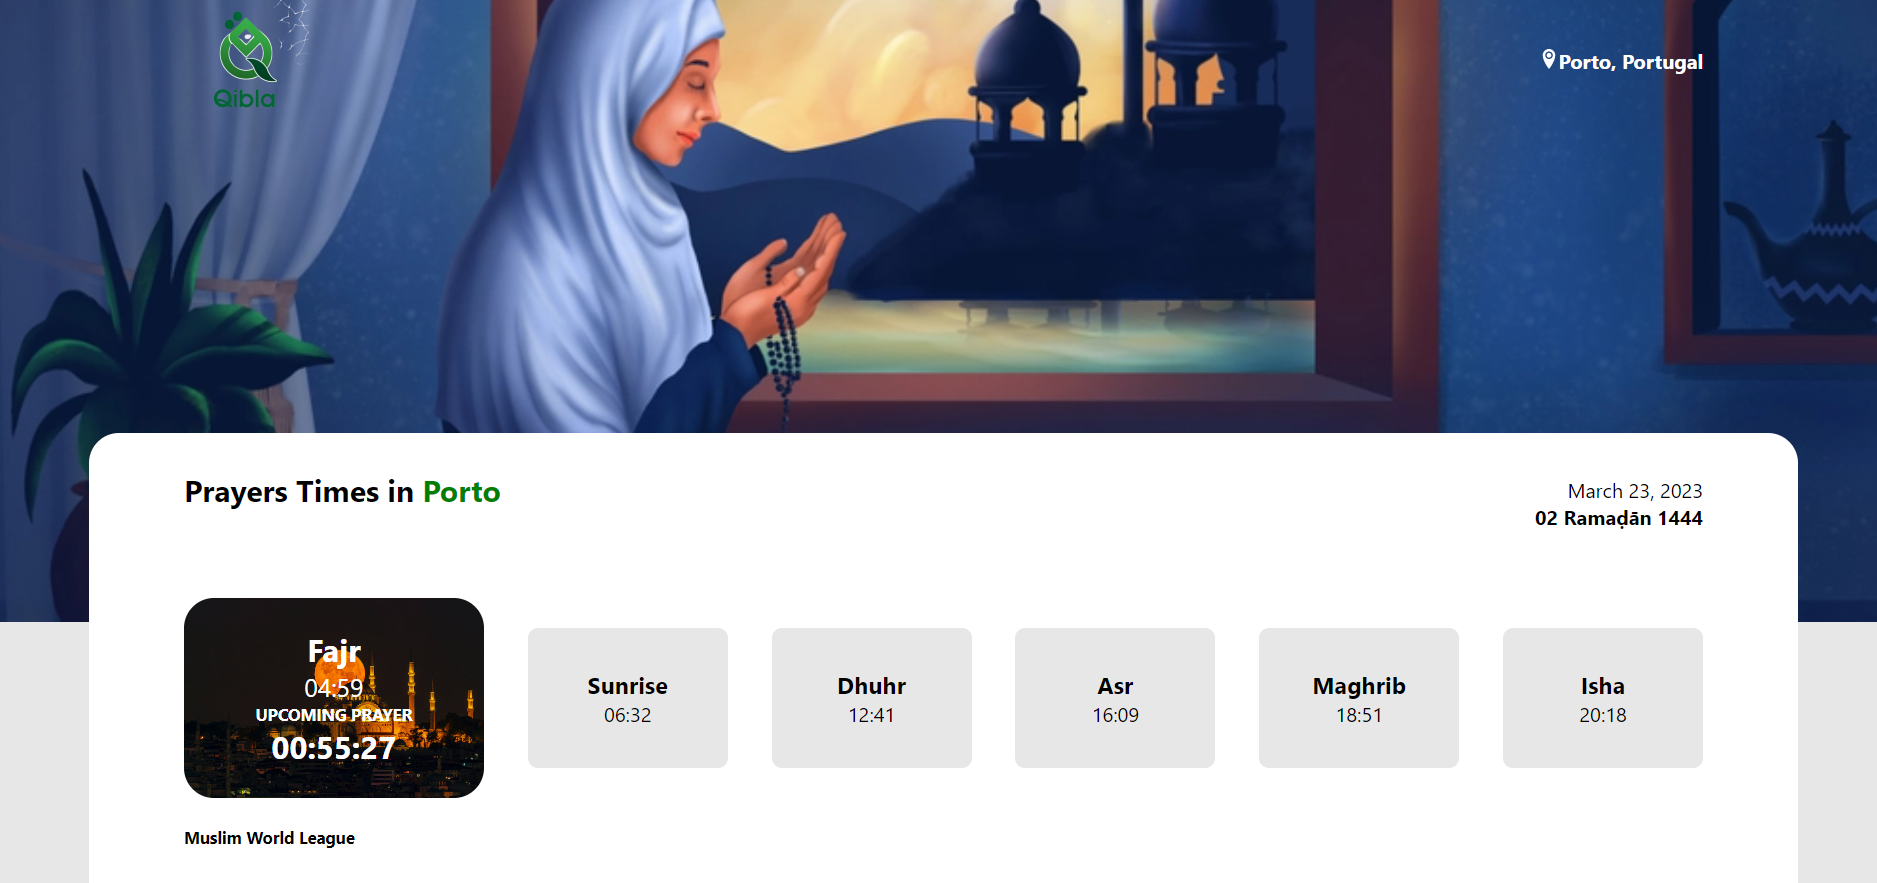 Qibla
Porto, Portugal
Prayers Times in Porto
March 23, 2023
02 Ramaḍān 1444
Fajr
04:59
UPCOMING PRAYER
00:55:27
Sunrise
06:32
Dhuhr
12:41
Asr
16:09
Maghrib
18:51
Isha
20:18
Muslim World League